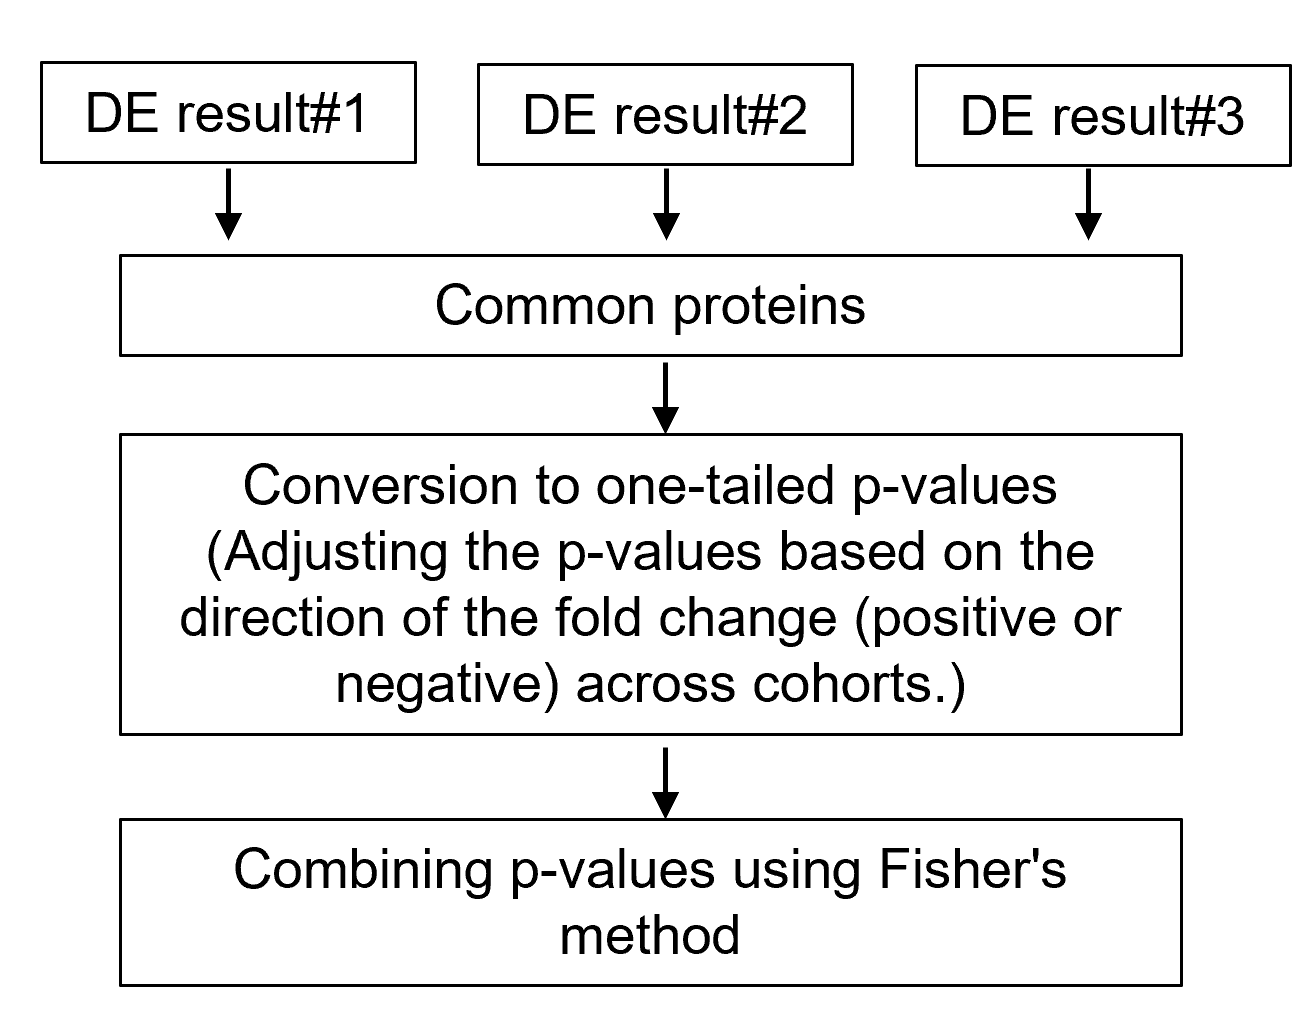 DE result#1
DE result#2
DE result#3
Common proteins
Conversion to one-tailed p-values
(Adjusting the p-values based on the
direction of the fold change (positive or
negative) across cohorts.)
Combining p-values using Fisher's
method